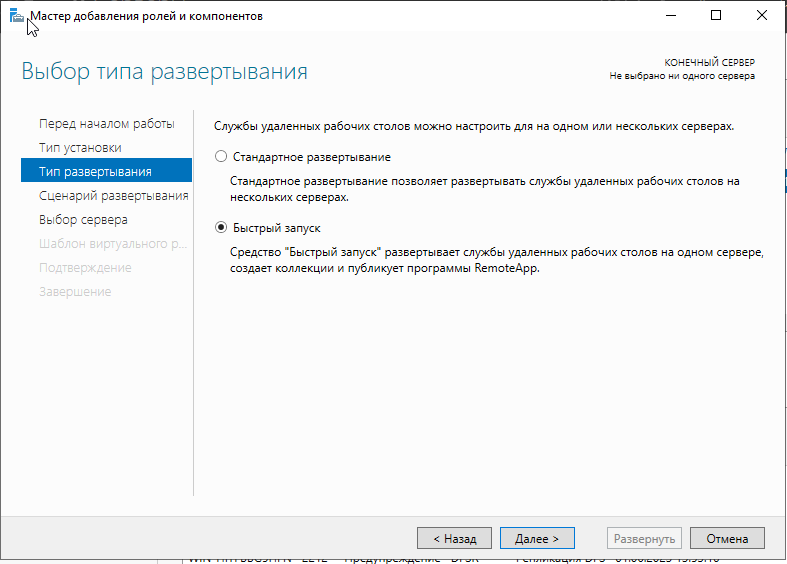 Мастер добавления ролей и компонентов
Выбор типа развертывания
КОНЕЧНЫЙ СЕРВЕР
Не выбрано ни одного сервера
Перед началом работы
Тип установки
Тип развертывания
Сценарий развертывания
Выбор сервера
Шаблон виртуального р...
Подтверждение
Завершение
Службы удаленных рабочих столов можно настроить для на одном или нескольких серверах.
Стандартное развертывание
Стандартное развертывание позволяет развертывать службы удаленных рабочих столов на
нескольких серверах.
Быстрый запуск
Средство "Быстрый запуск" развертывает службы удаленных рабочих столов на одном сервере,
создает коллекции и публикует программы RemoteApp.
< Назад
Далее >
Развернуть
Отмена